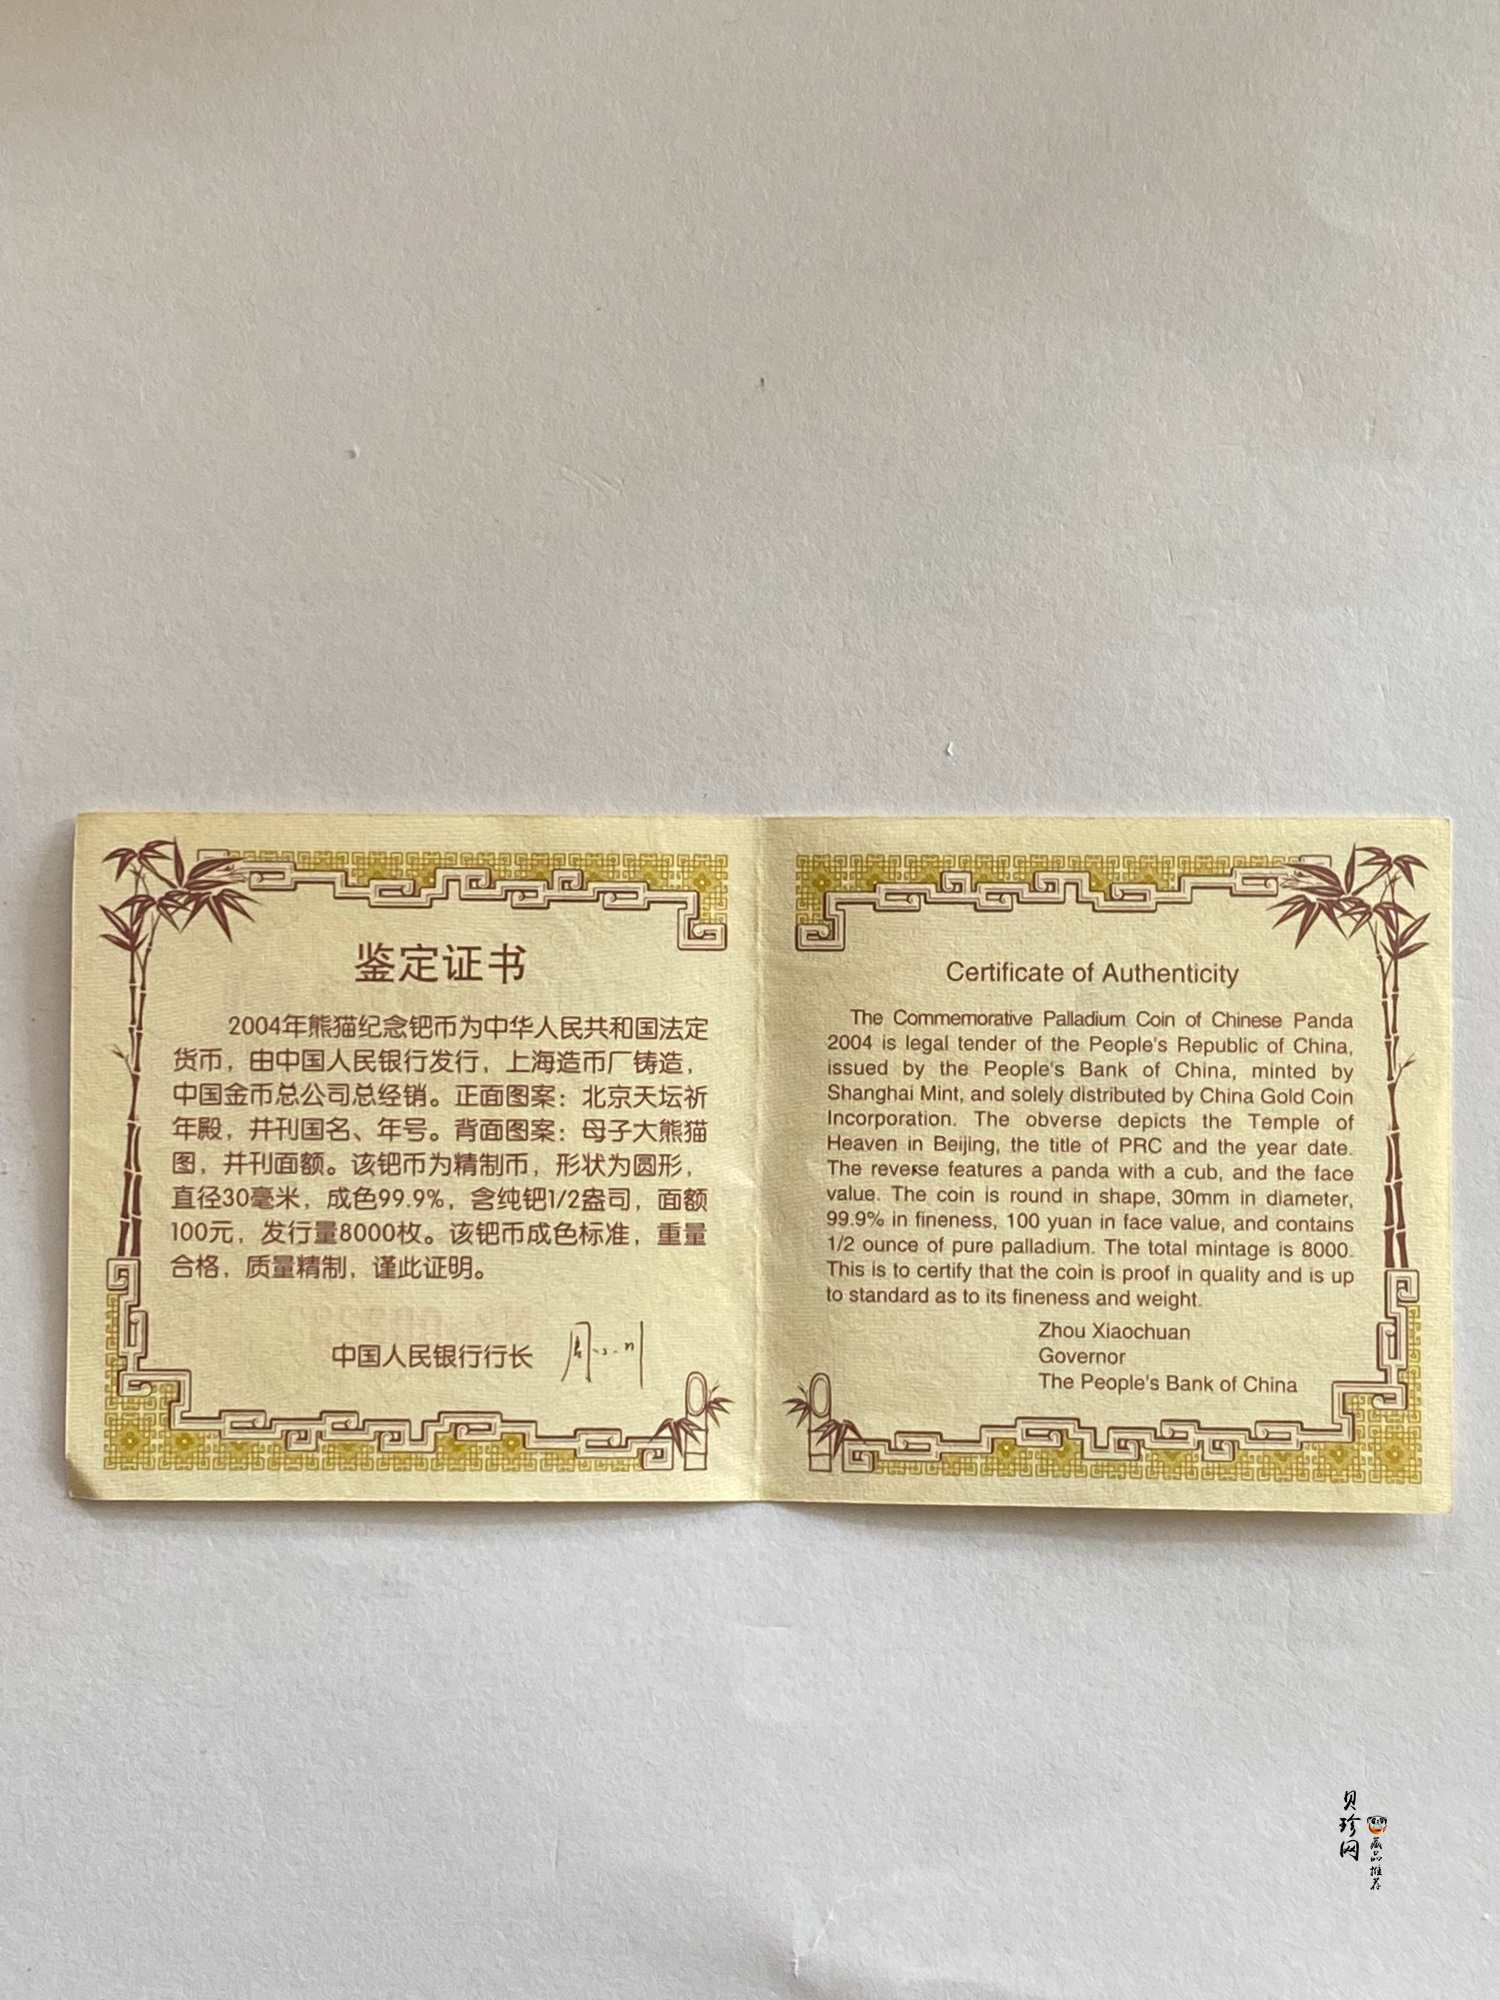 鉴定证书
2004年熊猫纪念钯币为中华人民共和国法定
货币，由中国人民银行发行，上海造币厂铸造，
中国金币总公司总经销。正面图案：北京天坛祈
年殿，并刊国名、年号。背面图案：母子大熊猫
图，并刊面额。该钯币为精制币，形状为圆形，
直径30毫米，成色99.9%，含纯钯1/2盎司，面额
100元，发行量8000枚。该钯币成色标准，重量
合格，质量精制，谨此证明。
中国人民银行行长 周小川
Certificate of Authenticity
The Commemorative Palladium Coin of Chinese Panda
2004 is legal tender of the People's Republic of China,
issued by the People's Bank of China, minted by
Shanghai Mint, and solely distributed by China Gold Coin
Incorporation. The obverse depicts the Temple of
Heaven in Beijing, the title of PRC and the year date.
The reverse features a panda with a cub, and the face
value. The coin is round in shape, 30mm in diameter,
99.9% in fineness, 100 yuan in face value, and contains
1/2 ounce of pure palladium. The total mintage is 8000.
This is to certify that the coin is proof in quality and is up
to standard as to its fineness and weight.
Zhou Xiaochuan
Governor
The People's Bank of China
贝珍网
藏品推荐